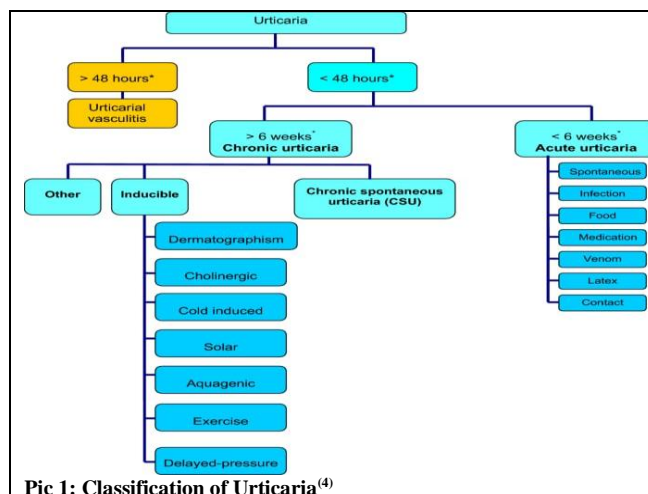 Urticaria
> 48 hours*
< 48 hours*
Urticarial
vasculitis
> 6 weeks*
Chronic urticaria
< 6 weeks*
Acute urticaria
Other
Inducible
Chronic spontaneous
urticaria (CSU)
Dermatographism
Cholinergic
Cold induced
Solar
Aquagenic
Exercise
Delayed-pressure
Spontaneous
Infection
Food
Medication
Venom
Latex
Contact
Pic 1: Classification of Urticaria(4)